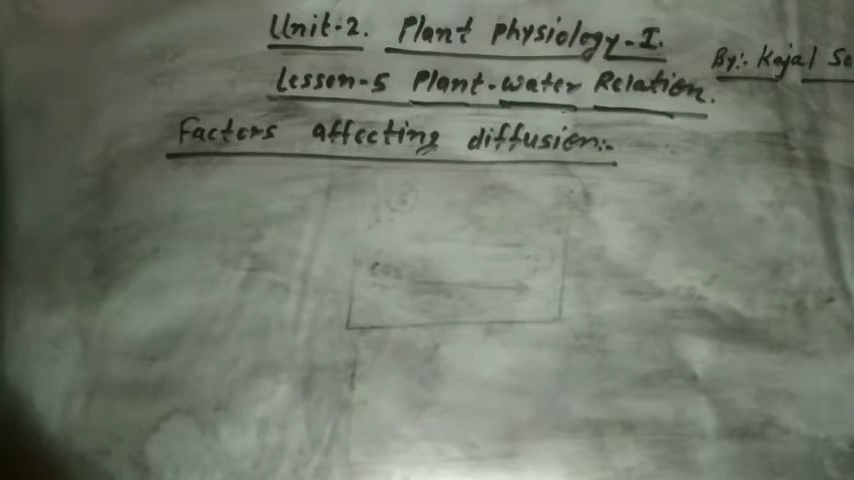 Unit-2. Plant physiology-I.
By:- Kajal
Lesson-5 Plant-water Relation.
Factors affecting diffusion:-